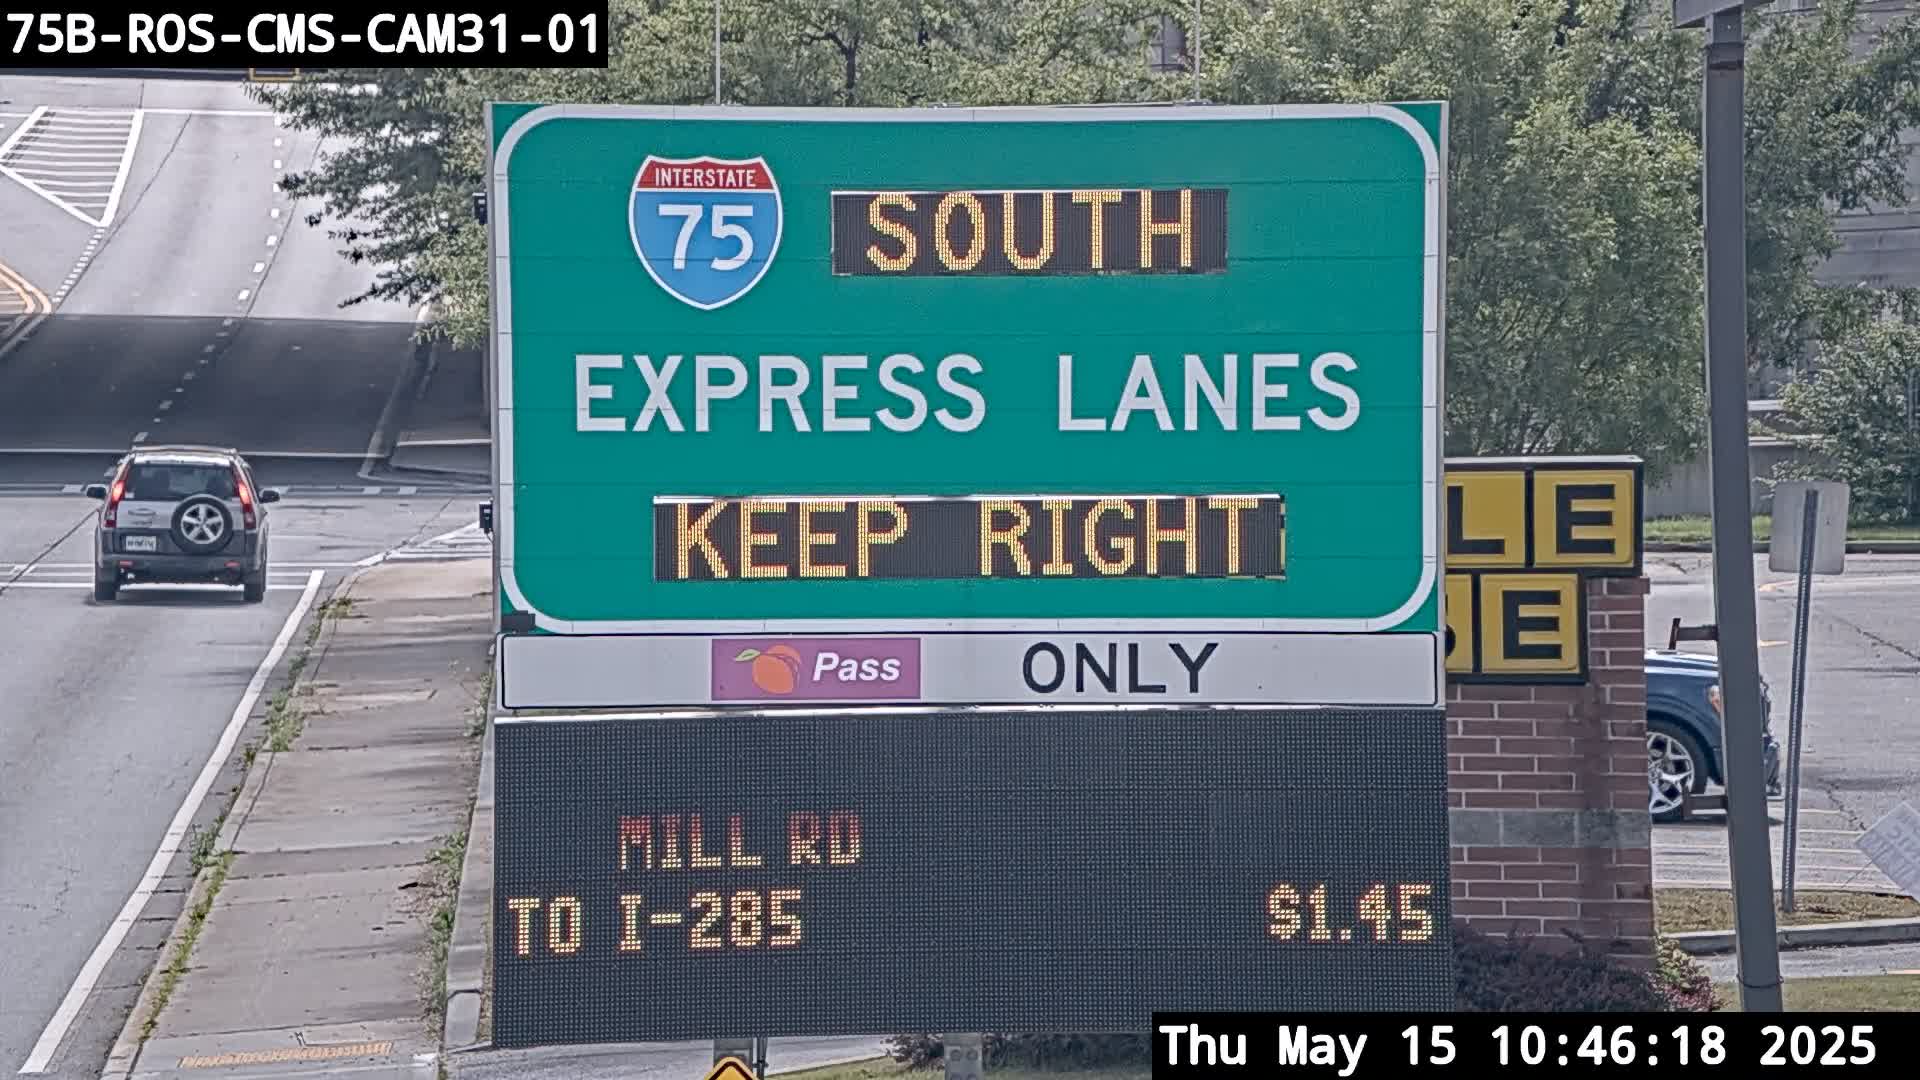 75B-ROS-CMS-CAM31-01
INTERSTATE
75
SOUTH
EXPRESS LANES
KEEP RIGHT
Pass ONLY
MILL RD
TO I-285 $1.45
LE
E
Thu May 15 10:46:18 2025